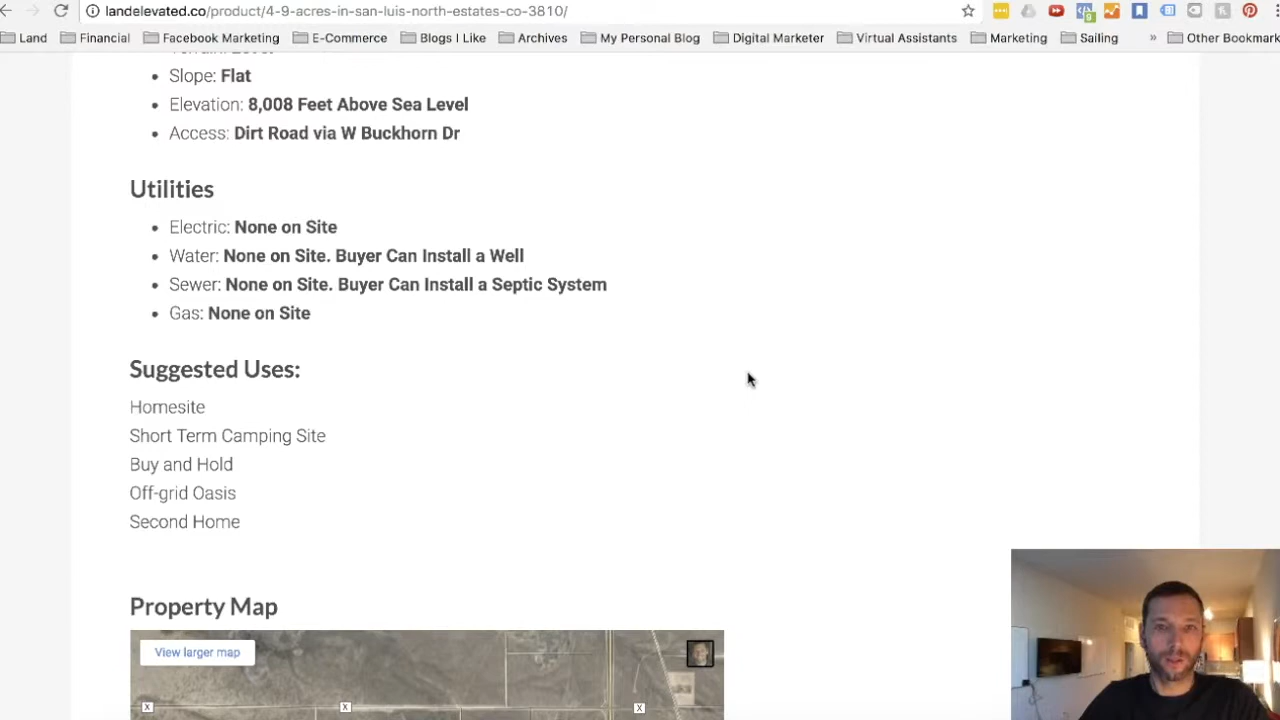 landelevated.co/product/4-9-acres-in-san-luis-north-estates-co-3810/
9
Land Financial Facebook Marketing E-Commerce Blogs I Like Archives My Personal Blog Digital Marketer Virtual Assistants Marketing Sailing » Other Bookmark
Slope: Flat
Elevation: 8,008 Feet Above Sea Level
Access: Dirt Road via W Buckhorn Dr
Utilities
Electric: None on Site
Water: None on Site. Buyer Can Install a Well
Sewer: None on Site. Buyer Can Install a Septic System
Gas: None on Site
Suggested Uses:
Homesite
Short Term Camping Site
Buy and Hold
Off-grid Oasis
Second Home
Property Map
View larger map
X X X